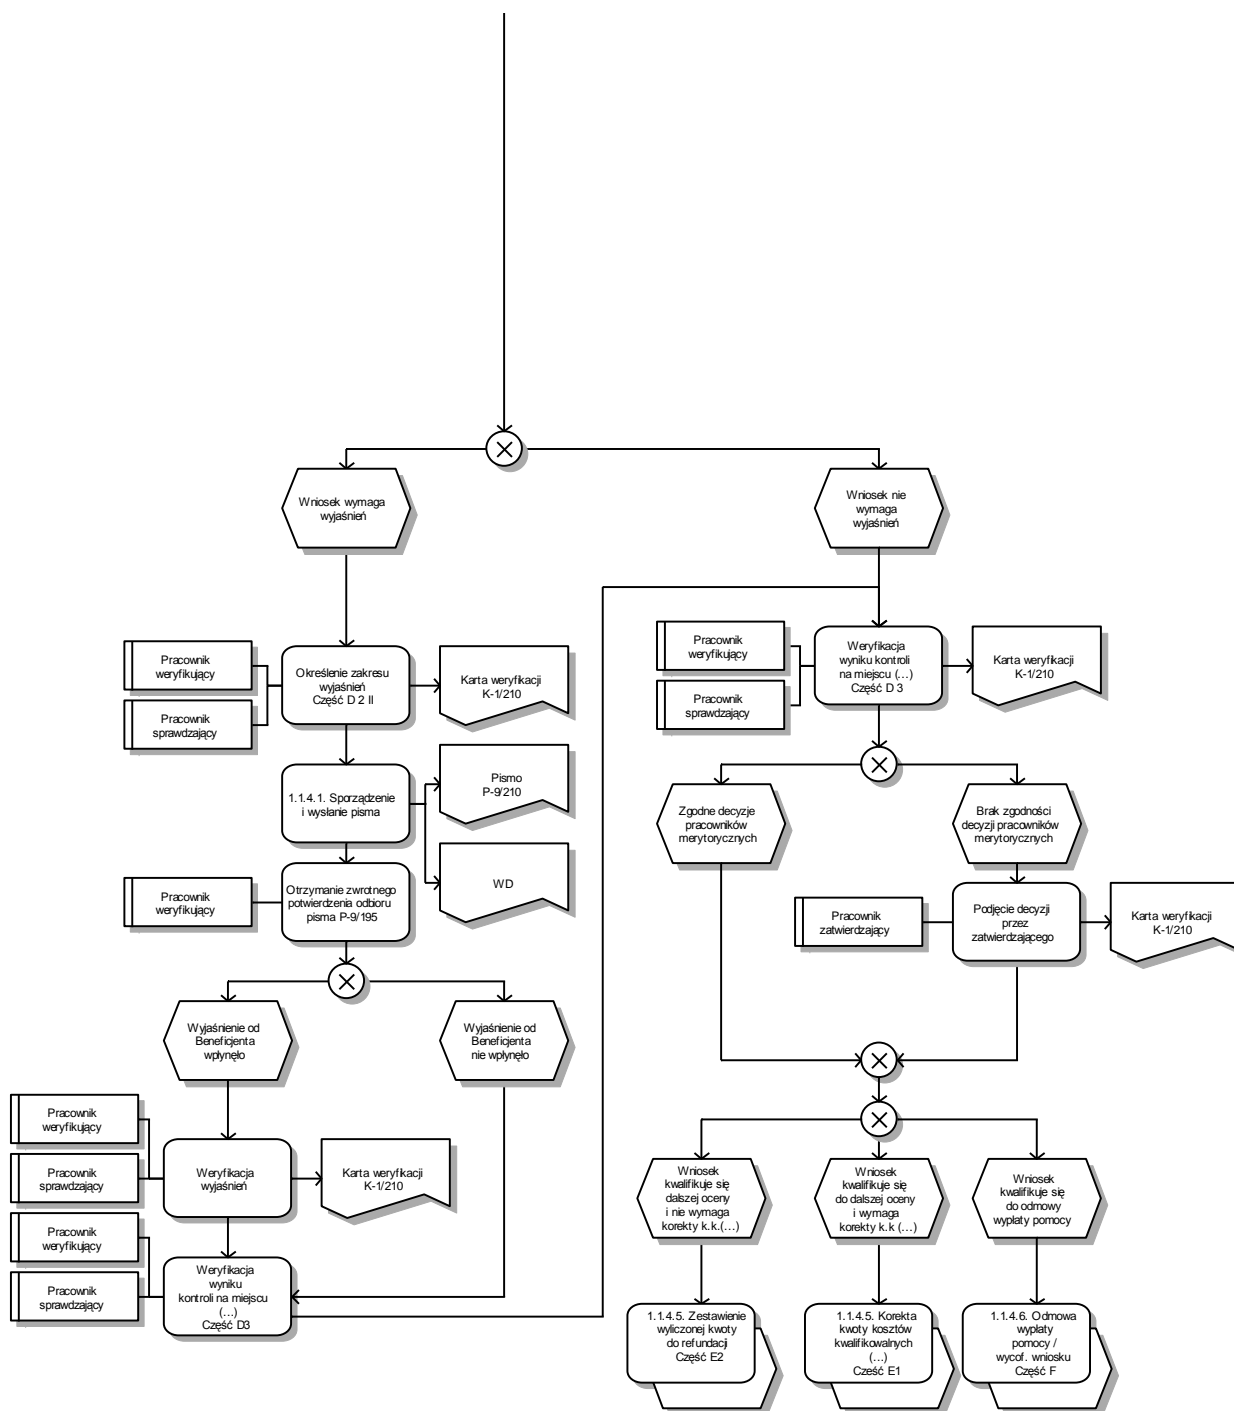 Wniosek wymaga
wyjaśnień
Wniosek nie
wymaga
wyjaśnień
Pracownik
weryfikujący
Pracownik
sprawdzający
Określenie zakresu
wyjaśnień
Część D 2 II
Karta weryfikacji
K-1/210
Pracownik
weryfikujący
Pracownik
sprawdzający
Weryfikacja
wyniku kontroli
na miejscu (...)
Część D 3
Karta weryfikacji
K-1/210
1.1.4.1. Sporządzenie
i wysłanie pisma
Pismo
P-9/210
WD
Zgodne decyzje
pracowników
merytorycznych
Brak zgodności
decyzji pracowników
merytorycznych
Pracownik
weryfikujący
Otrzymanie zwrotnego
potwierdzenia odbioru
pisma P-9/195
Pracownik
zatwierdzający
Podjęcie decyzji
przez
zatwierdzającego
Karta weryfikacji
K-1/210
Wyjaśnienie od
Beneficjenta
wpłynęło
Wyjaśnienie od
Beneficjenta
nie wpłynęło
Pracownik
weryfikujący
Pracownik
sprawdzający
Weryfikacja
wyjaśnień
Karta weryfikacji
K-1/210
Wniosek
kwalifikuje się
dalszej oceny
i nie wymaga
korekty k.k.(...)
Wniosek
kwalifikuje się
do dalszej oceny
i wymaga
korekty k.k (...)
Wniosek
kwalifikuje się
do odmowy
wypłaty pomocy
Pracownik
weryfikujący
Pracownik
sprawdzający
Weryfikacja
wyniku
kontroli na miejscu
(...)
Część D3
1.1.4.5. Zestawienie
wyliczonej kwoty
do refundacji
Część E2
1.1.4.5. Korekta
kwoty kosztów
kwalifikowalnych
(...)
Cześć E1
1.1.4.6. Odmowa
wypłaty
pomocy /
wycof. wniosku
Część F